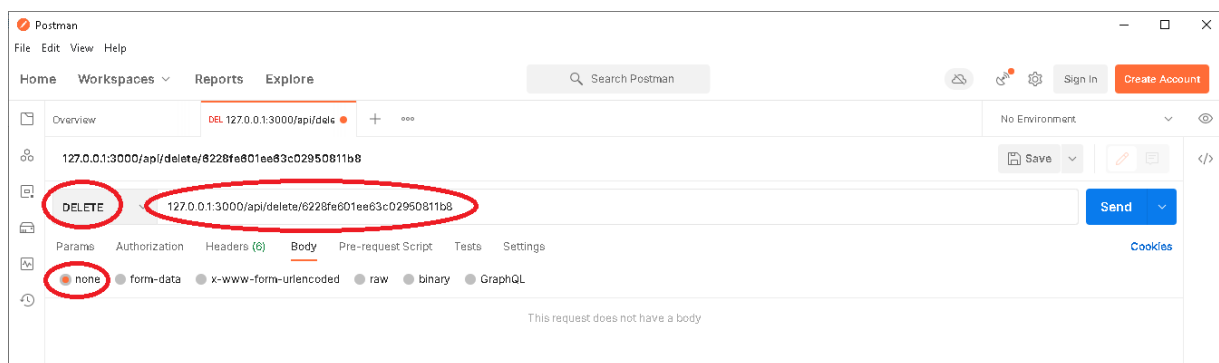 Postman
File Edit View Help
Home Workspaces Reports Explore Search Postman Sign In Create Account
Overview DEL 127.0.0.1:3000/api/dele No Environment
127.0.0.1:3000/api/delete/6228fe601ee63c02950811b8 Save
DELETE 127.0.0.1:3000/api/delete/6228fe601ee63c02950811b8 Send
Params Authorization Headers (6) Body Pre-request Script Tests Settings Cookies
none form-data x-www-form-urlencoded raw binary GraphQL
This request does not have a body